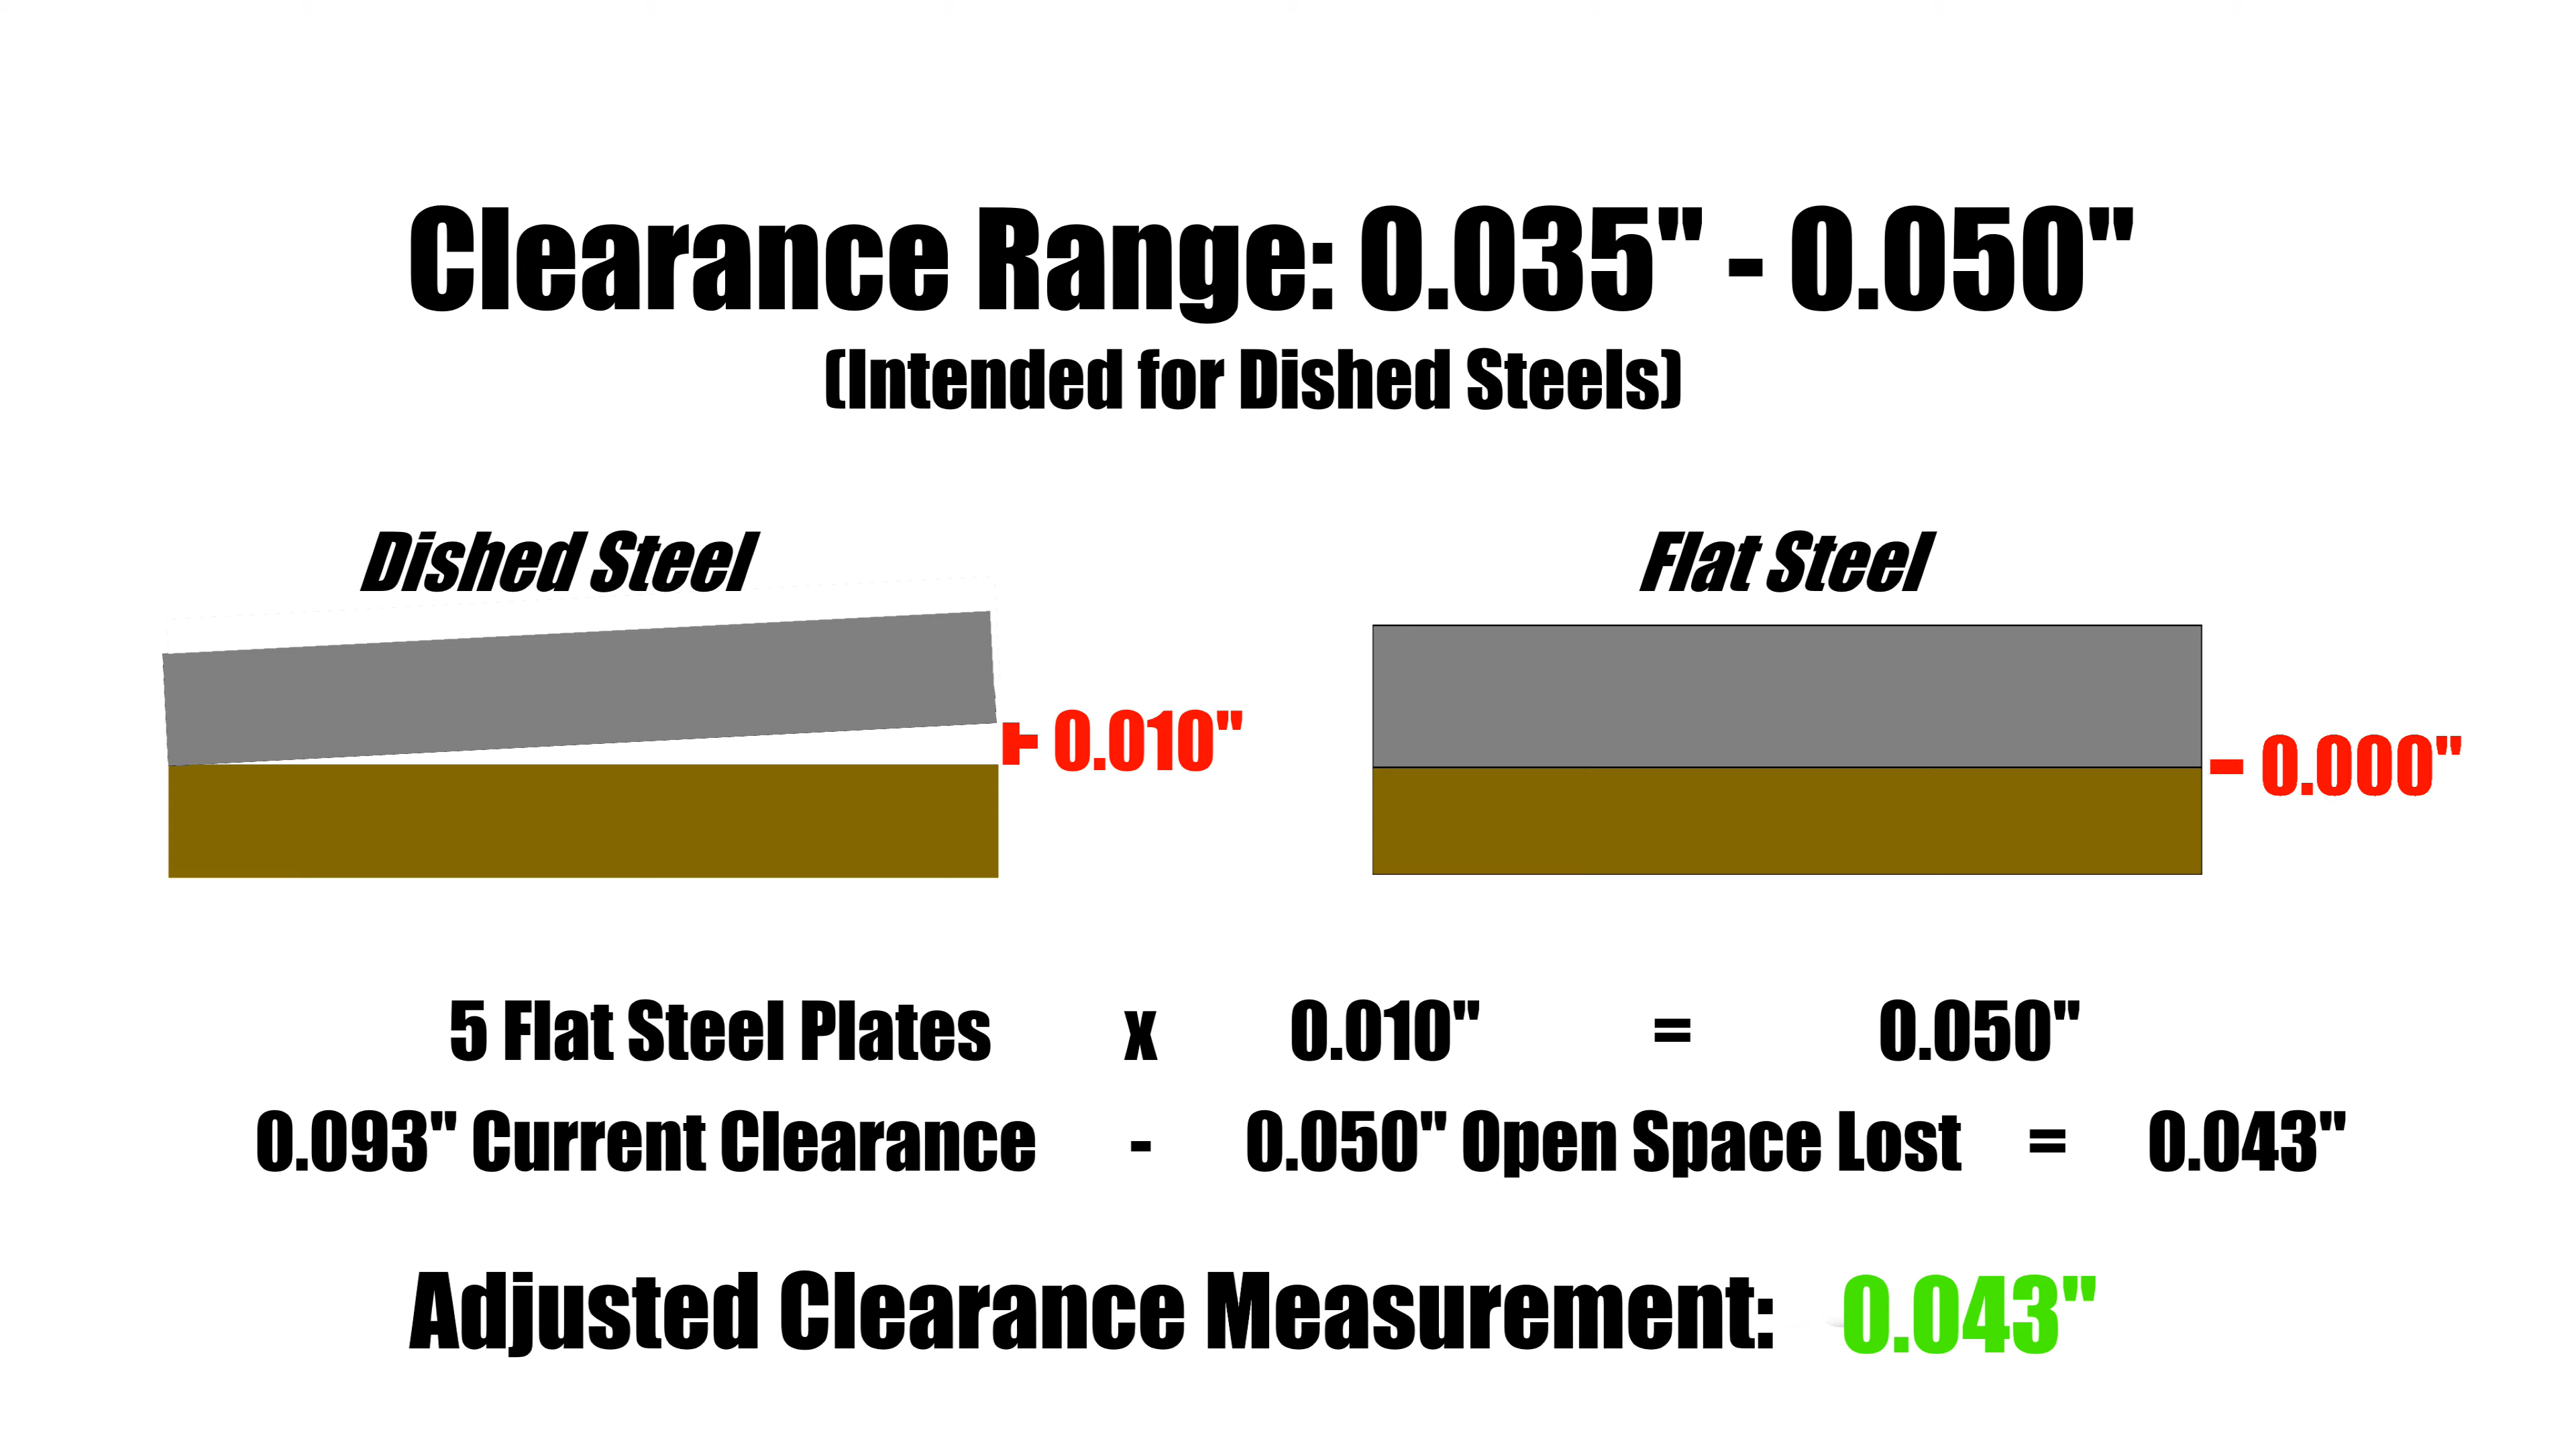 Clearance Range: 0.035" - 0.050"
(Intended for Dished Steels)
Dished Steel
Flat Steel
0.010"
0.000"
5 Flat Steel Plates x 0.010" = 0.050"
0.093" Current Clearance - 0.050" Open Space Lost = 0.043"
Adjusted Clearance Measurement: 0.043"